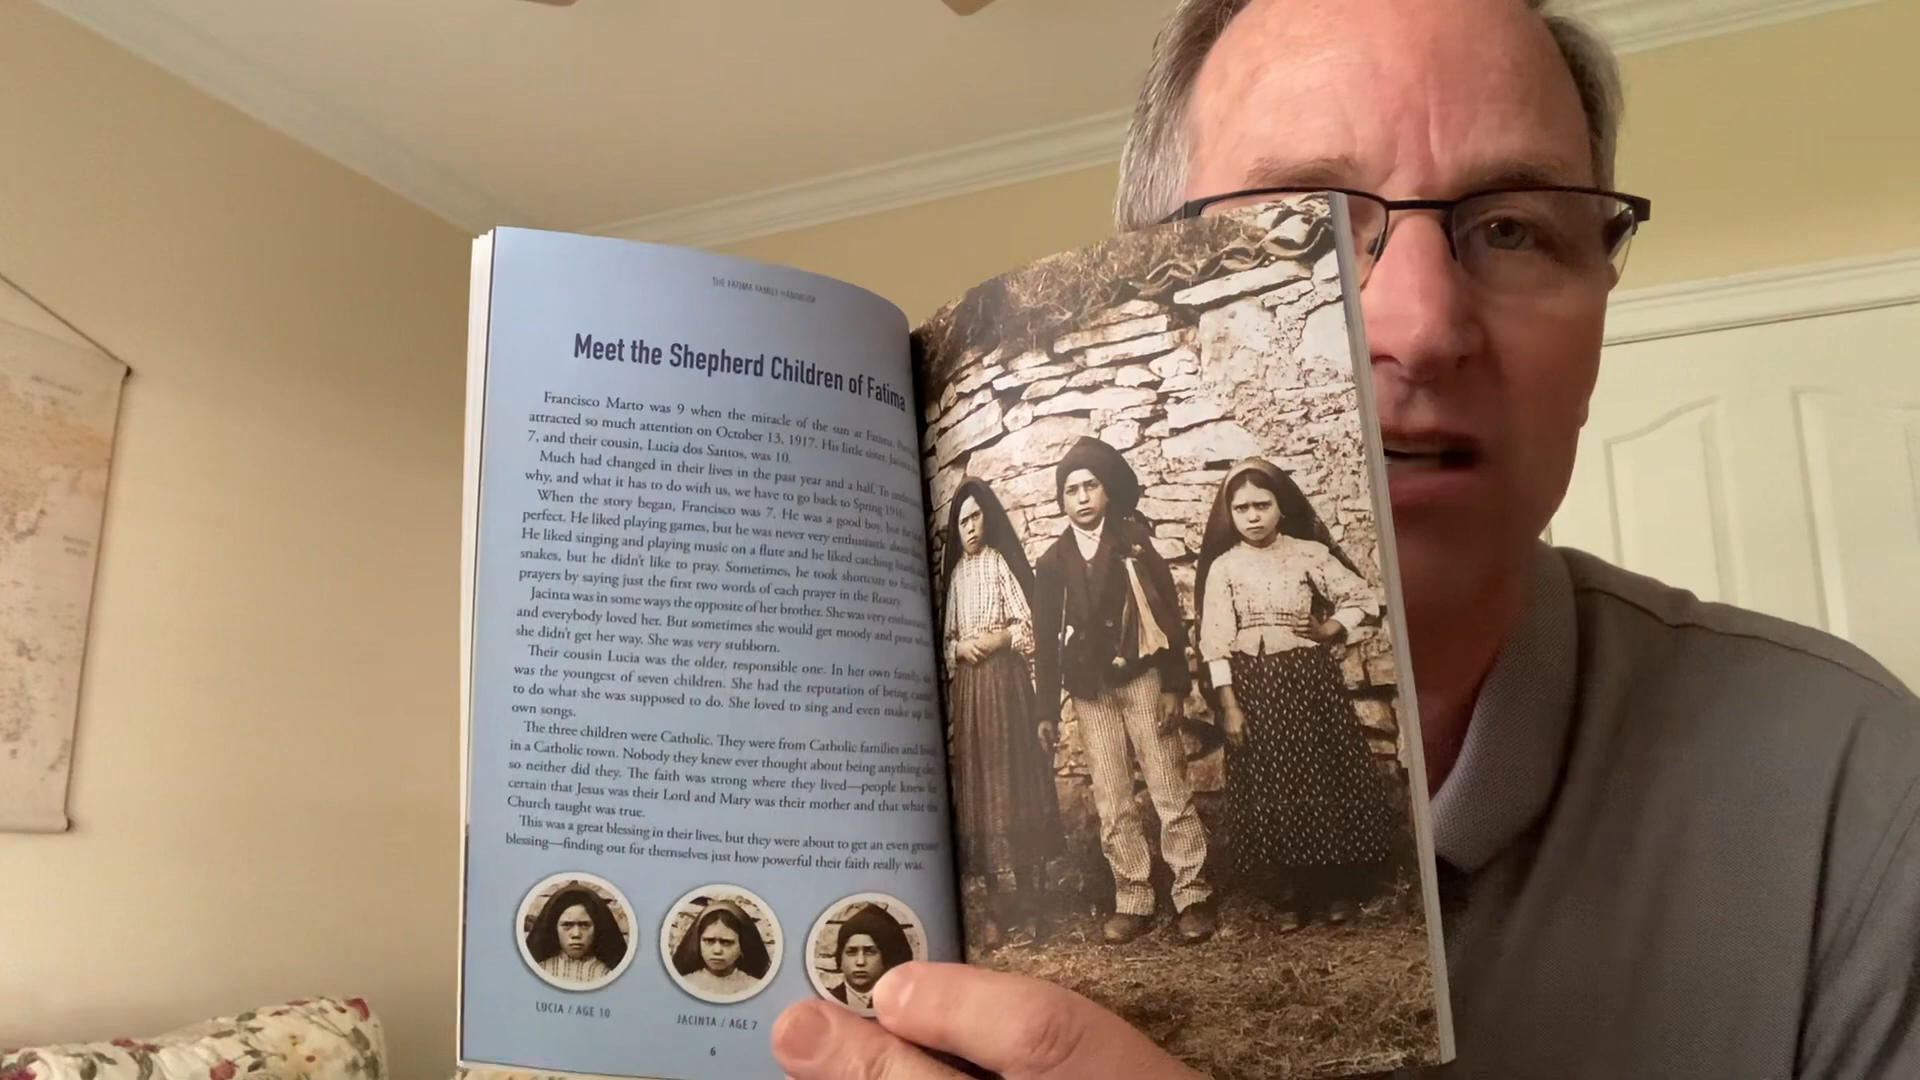 THE FATIMA FAMILY HANDBOOK
Meet the Shepherd Children of Fatima
Francisco Marto was 9 when the miracle of the sun at Fatima,
attracted so much attention on October 13, 1917. His little sister, Jacinta
7, and their cousin, Lucia dos Santos, was 10.
Much had changed in their lives in the past year and a half. To
why, and what it has to do with us, we have to go back to Spring 1916.
When the story began, Francisco was 7. He was a good boy, but
perfect. He liked playing games, but he was never very enthusiastic about
He liked singing and playing music on a flute and he liked catching
snakes, but he didn't like to pray. Sometimes, he took shortcuts to
prayers by saying just the first two words of each prayer in the Rosary.
Jacinta was in some ways the opposite of her brother. She was very
and everybody loved her. But sometimes she would get moody and pout
she didn't get her way. She was very stubborn.
Their cousin Lucia was the older, responsible one. In her own family,
was the youngest of seven children. She had the reputation of being
to do what she was supposed to do. She loved to sing and even make up
own songs.
The three children were Catholic. They were from Catholic families and
in a Catholic town. Nobody they knew ever thought about being anything
so neither did they. The faith was strong where they lived—people knew
certain that Jesus was their Lord and Mary was their mother and that what
Church taught was true.
This was a great blessing in their lives, but they were about to get an even
blessing—finding out for themselves just how powerful their faith really was.
LUCIA / AGE 10
JACINTA / AGE 7
6